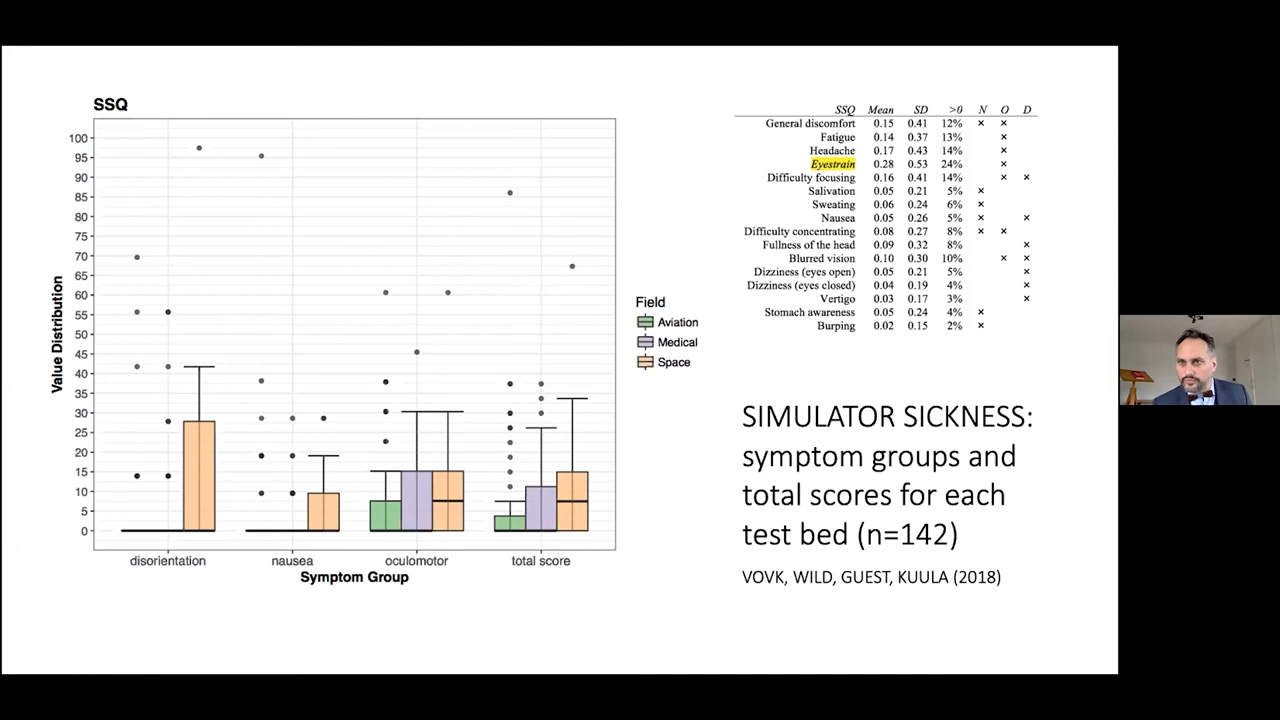 SSQ
100
95
90
85
80
75
70
65
60
55
50
45
40
35
30
25
20
15
10
5
0
Value Distribution
disorientation nausea oculomotor total score
Symptom Group
Field
Aviation
Medical
Space
SSQ Mean SD >0 N O D
General discomfort 0.15 0.41 12% × ×
Fatigue 0.14 0.37 13% ×
Headache 0.17 0.43 14% ×
Eyestrain 0.28 0.53 24% ×
Difficulty focusing 0.16 0.41 14% × ×
Salivation 0.05 0.21 5% ×
Sweating 0.06 0.24 6% ×
Nausea 0.05 0.26 5% × ×
Difficulty concentrating 0.08 0.27 8% × ×
Fullness of the head 0.09 0.32 8% ×
Blurred vision 0.10 0.30 10% × ×
Dizziness (eyes open) 0.05 0.21 5% ×
Dizziness (eyes closed) 0.04 0.19 4% ×
Vertigo 0.03 0.17 3% ×
Stomach awareness 0.05 0.24 4% ×
Burping 0.02 0.15 2% ×
SIMULATOR SICKNESS:
symptom groups and
total scores for each
test bed (n=142)
VOVK, WILD, GUEST, KUULA (2018)